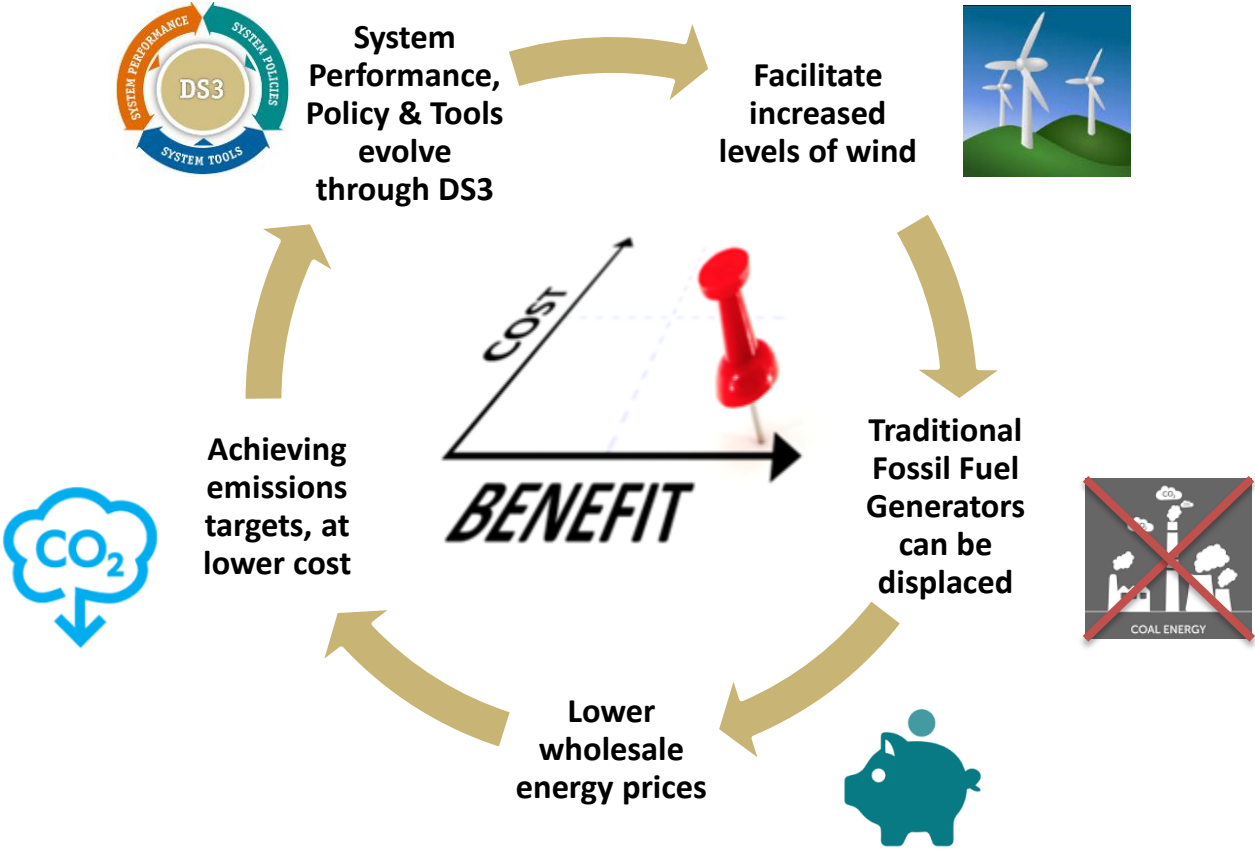 SYSTEM PERFORMANCE
SYSTEM POLICIES
DS3
SYSTEM TOOLS
System
Performance,
Policy & Tools
evolve
through DS3
Facilitate
increased
levels of wind
COST
BENEFIT
Traditional
Fossil Fuel
Generators
can be
displaced
CO₂
CO₂
COAL ENERGY
Lower
wholesale
energy prices
Achieving
emissions
targets, at
lower cost
CO₂